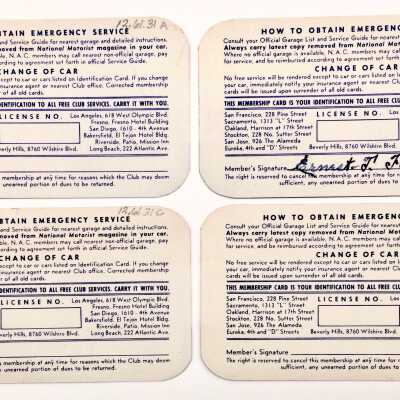 12.61.31 A
OBTAIN EMERGENCY SERVICE
and Service Guide for nearest garage and detailed instructions.
removed from National Motorist magazine in your car.
available, N. A. C. members may call nearest non-official garage, pay
according to agreement set forth in official Service Guide.
CHANGE OF CAR
except to car or cars listed on Identification Card. If you change
your insurance agent or nearest Club office. Corrected membership
of all old cards.
IDENTIFICATION TO ALL FREE CLUB SERVICES. CARRY IT WITH YOU.
LICENSE NO.
Los Angeles, 618 West Olympic Blvd.
Fresno, Fresno Hotel Building
San Diego, 1610 - 4th Avenue
Bakersfield, El Tejon Hotel Bldg.
Riverside, Patio, Mission Inn
Beverly Hills, 8760 Wilshire Blvd.
Long Beach, 222 Atlantic Ave.
membership at any time for reasons which the Club may deem
unearned portion of dues to be returned.
HOW TO OBTAIN EMERGENCY
Consult your Official Garage List and Service Guide for nearest
Always carry latest copy removed from National Motorist
Where no official garage is available, N. A. C. members may call
for service, and be reimbursed according to agreement set forth in
CHANGE OF CAR
No free service will be rendered except to car or cars listed on
your car, immediately notify your insurance agent or nearest Club
cards will be issued upon surrender of all old cards.
THIS MEMBERSHIP CARD IS YOUR IDENTIFICATION TO ALL FREE CLUB
San Francisco, 228 Pine Street
Sacramento, 1313 "L" Street
Oakland, Harrison at 17th Street
Stockton, 228 No. Sutter Street
San Jose, 926 The Alameda
Eureka, 4th and "D" Streets
LICENSE NO.
Beverly Hills, 8760 Wilshire Blvd.
Member's Signature Ernest T. F
The right is reserved to cancel this membership at any time for
sufficient, any unearned portion of dues to be
12.61.31 C
OBTAIN EMERGENCY SERVICE
and Service Guide for nearest garage and detailed instructions.
removed from National Motorist magazine in your car.
available, N. A. C. members may call nearest non-official garage, pay
according to agreement set forth in official Service Guide.
CHANGE OF CAR
except to car or cars listed on Identification Card. If you change
your insurance agent or nearest Club office. Corrected membership
of all old cards.
IDENTIFICATION TO ALL FREE CLUB SERVICES. CARRY IT WITH YOU.
LICENSE NO.
Los Angeles, 618 West Olympic Blvd.
Fresno, Fresno Hotel Building
San Diego, 1610 - 4th Avenue
Bakersfield, El Tejon Hotel Bldg.
Riverside, Patio, Mission Inn
Beverly Hills, 8760 Wilshire Blvd.
Long Beach, 222 Atlantic Ave.
membership at any time for reasons which the Club may deem
unearned portion of dues to be returned.
HOW TO OBTAIN EMERGENCY
Consult your Official Garage List and Service Guide for nearest
Always carry latest copy removed from National Motorist
Where no official garage is available, N. A. C. members may call
for service, and be reimbursed according to agreement set forth in
CHANGE OF CAR
No free service will be rendered except to car or cars listed on
your car, immediately notify your insurance agent or nearest Club
cards will be issued upon surrender of all old cards.
THIS MEMBERSHIP CARD IS YOUR IDENTIFICATION TO ALL FREE CLUB
San Francisco, 228 Pine Street
Sacramento, 1313 "L" Street
Oakland, Harrison at 17th Street
Stockton, 228 No. Sutter Street
San Jose, 926 The Alameda
Eureka, 4th and "D" Streets
LICENSE NO.
Beverly Hills, 8760 Wilshire Blvd.
Member's Signature
The right is reserved to cancel this membership at any time for
sufficient, any unearned portion of dues to be